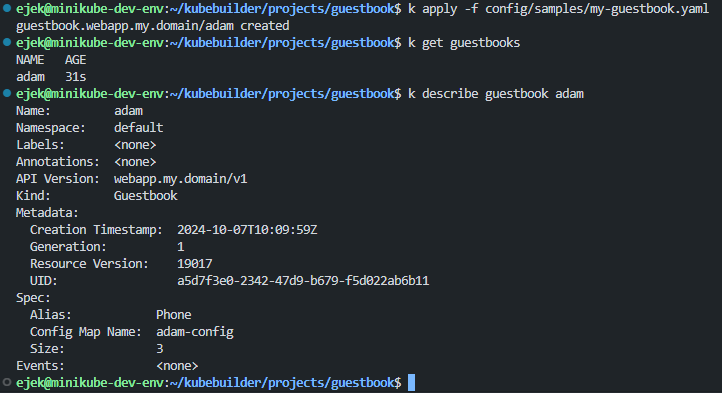 ejek@minikube-dev-env:~/kubebuilder/projects/guestbook$ k apply -f config/samples/my-guestbook.yaml
guestbook.webapp.my.domain/adam created
ejek@minikube-dev-env:~/kubebuilder/projects/guestbook$ k get guestbooks
NAME   AGE
adam   31s
ejek@minikube-dev-env:~/kubebuilder/projects/guestbook$ k describe guestbook adam
Name:         adam
Namespace:    default
Labels:       <none>
Annotations:  <none>
API Version:  webapp.my.domain/v1
Kind:         Guestbook
Metadata:
  Creation Timestamp:  2024-10-07T10:09:59Z
  Generation:          1
  Resource Version:    19017
  UID:                 a5d7f3e0-2342-47d9-b679-f5d022ab6b11
Spec:
  Alias:            Phone
  Config Map Name:  adam-config
  Size:             3
Events:             <none>
ejek@minikube-dev-env:~/kubebuilder/projects/guestbook$